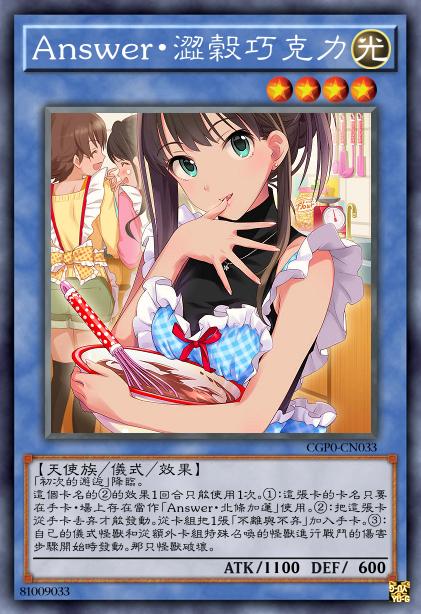 Answer・澀穀巧克力
光
CGP0-CN033
【天使族／儀式／效果】
「初次的邂逅」降臨。
這個卡名的②的效果1回合只能使用1次。①：這張卡的卡名只要
在手卡・場上存在當作「Answer・北條加蓮」使用。②：把這張卡
從手卡丟弃才能發動。從卡組把1張「不離與不弃」加入手卡。③：
自己的儀式怪獸和從額外卡組特殊召喚的怪獸進行戰鬥的傷害
步驟開始時發動。那只怪獸破壞。
ATK/1100 DEF/ 600
81009033